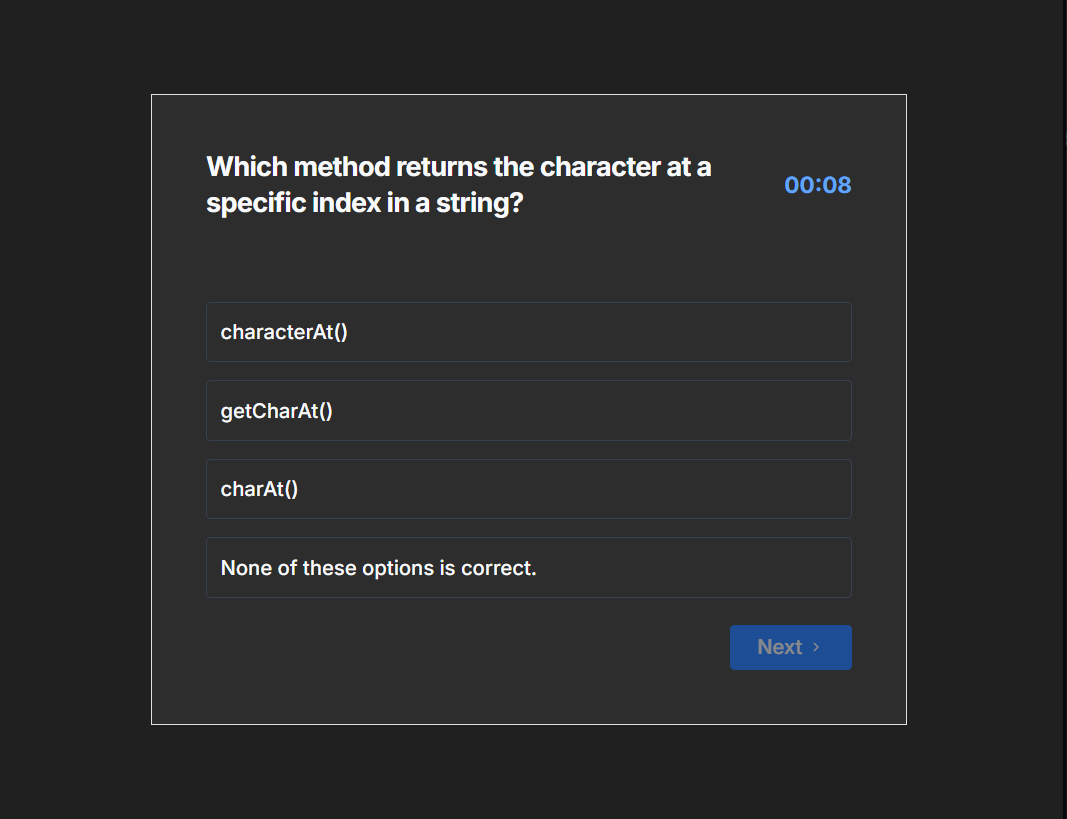 Which method returns the character at a
specific index in a string?
00:08
characterAt()
getCharAt()
charAt()
None of these options is correct.
Next ›